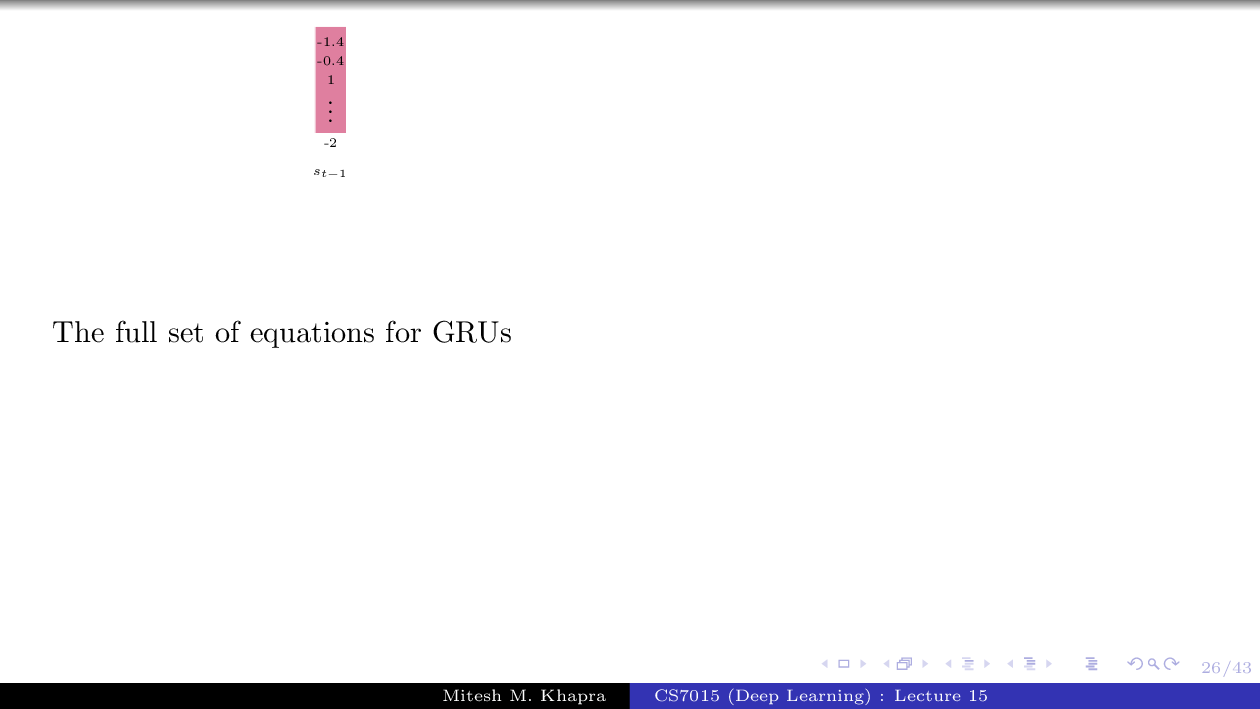 -1.4
-0.4
1
⋮
-2
s_{t−1}
The full set of equations for GRUs
26/43
Mitesh M. Khapra
CS7015 (Deep Learning) : Lecture 15